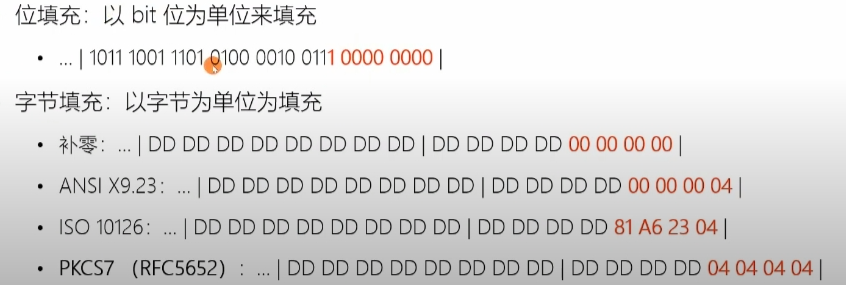 位填充：以 bit 位为单位来填充
• ... | 1011 1001 1101 0100 0010 0111 0000 0000 |
字节填充：以字节为单位为填充
• 补零：... | DD DD DD DD DD DD DD DD | DD DD DD DD 00 00 00 00 |
• ANSI X9.23：... | DD DD DD DD DD DD DD DD | DD DD DD DD 00 00 00 04 |
• ISO 10126：... | DD DD DD DD DD DD DD DD | DD DD DD DD 81 A6 23 04 |
• PKCS7 （RFC5652）：... | DD DD DD DD DD DD DD DD | DD DD DD DD 04 04 04 04 |